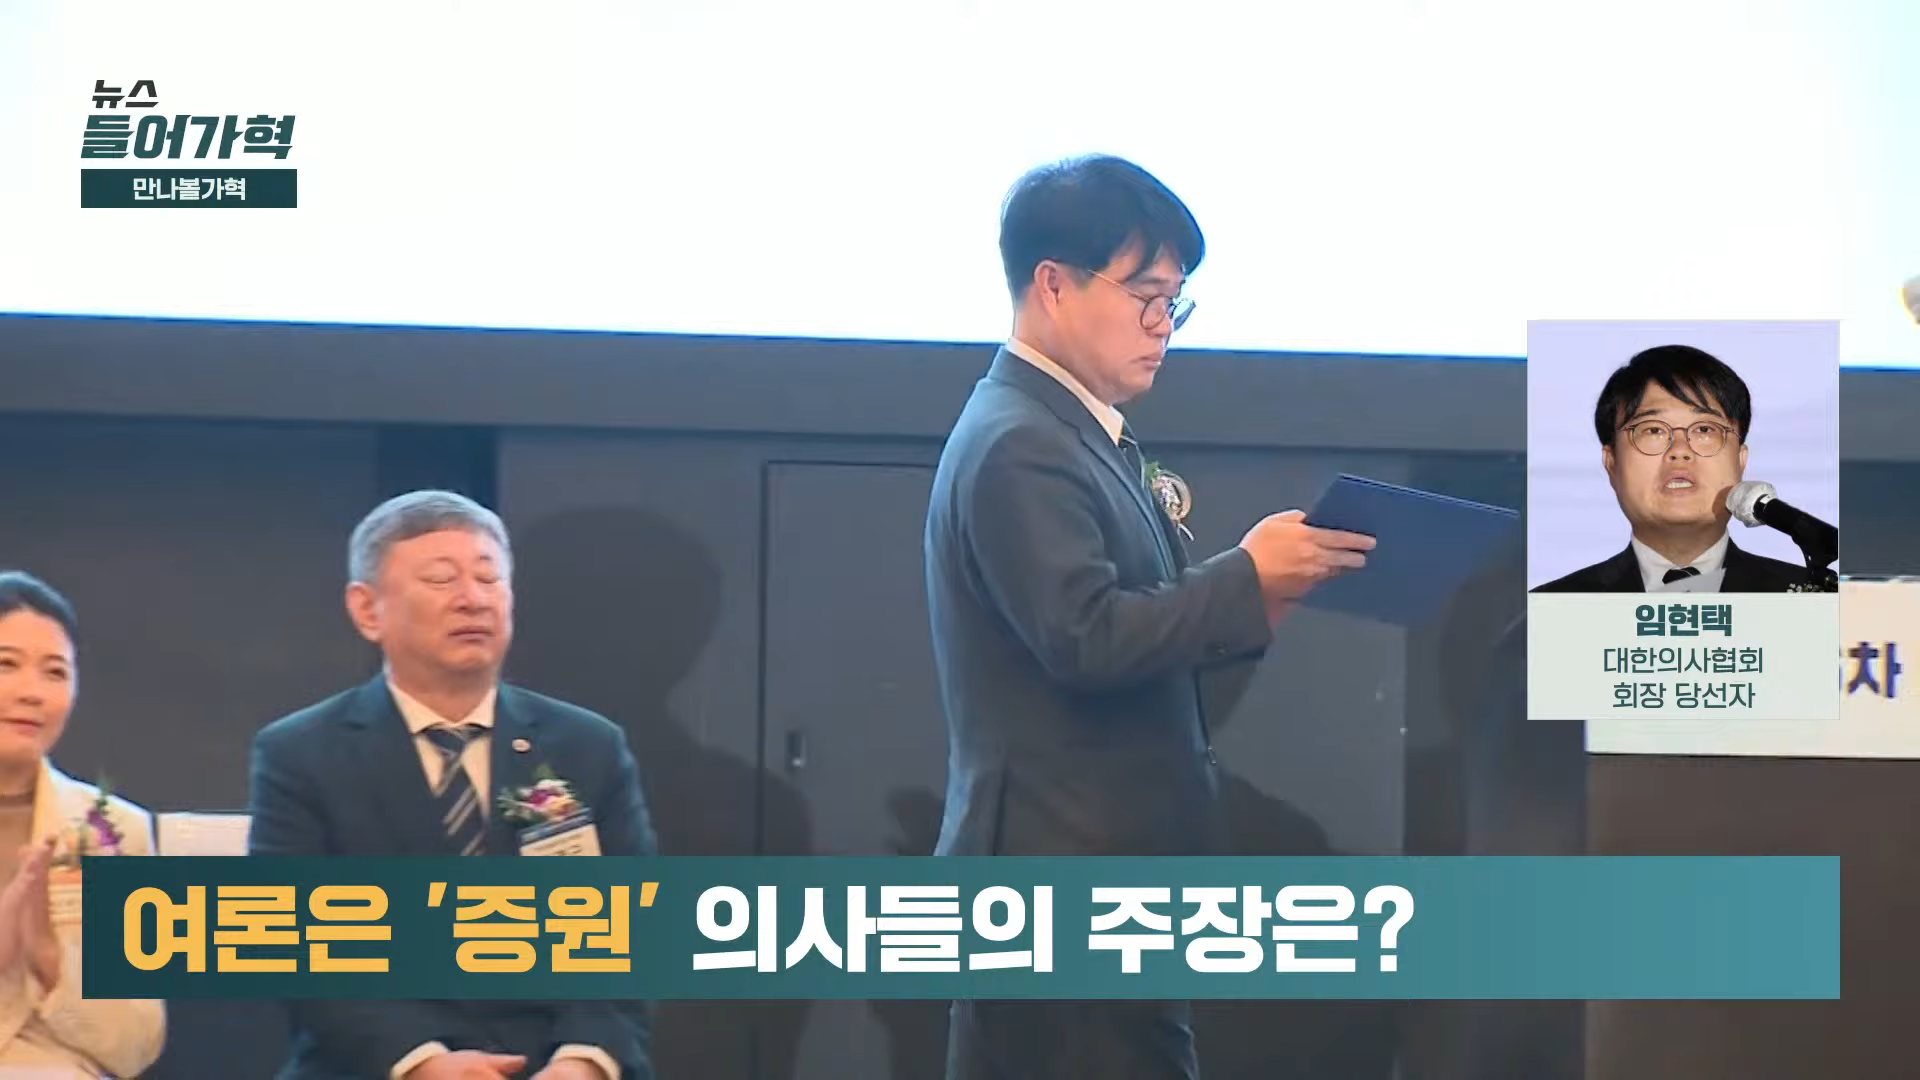 뉴스
들어가혁
만나볼가혁
임현택
대한의사협회
회장 당선자
차
여론은 '증원' 의사들의 주장은?